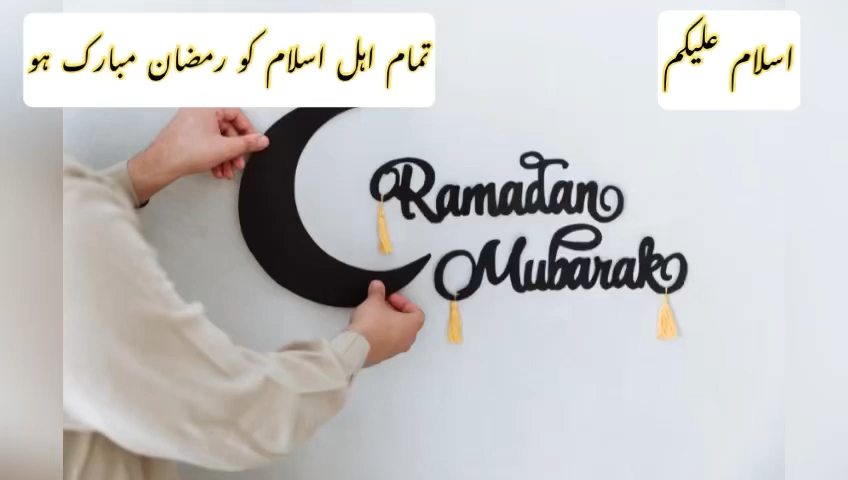 اسلام علیکم
تمام اہل اسلام کو رمضان مبارک ہو
Ramadan
Mubarak